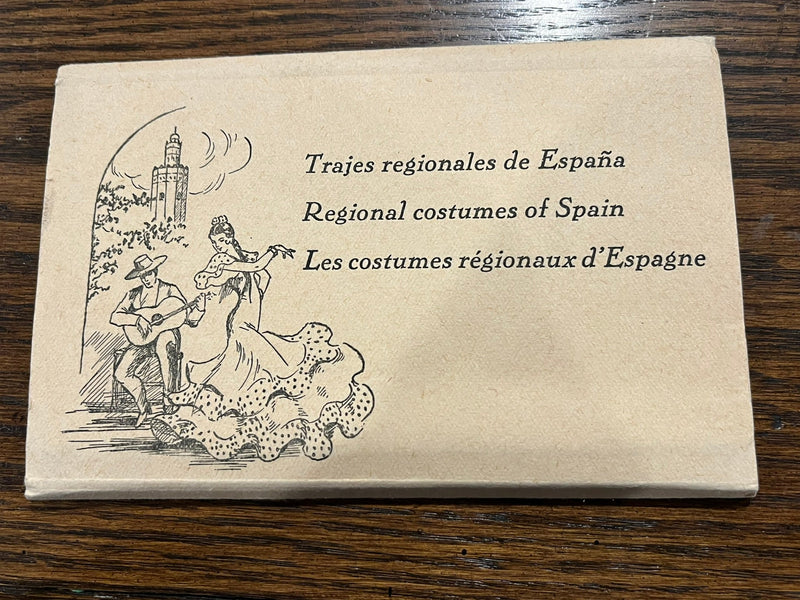 Trajes regionales de España
Regional costumes of Spain
Les costumes régionaux d'Espagne